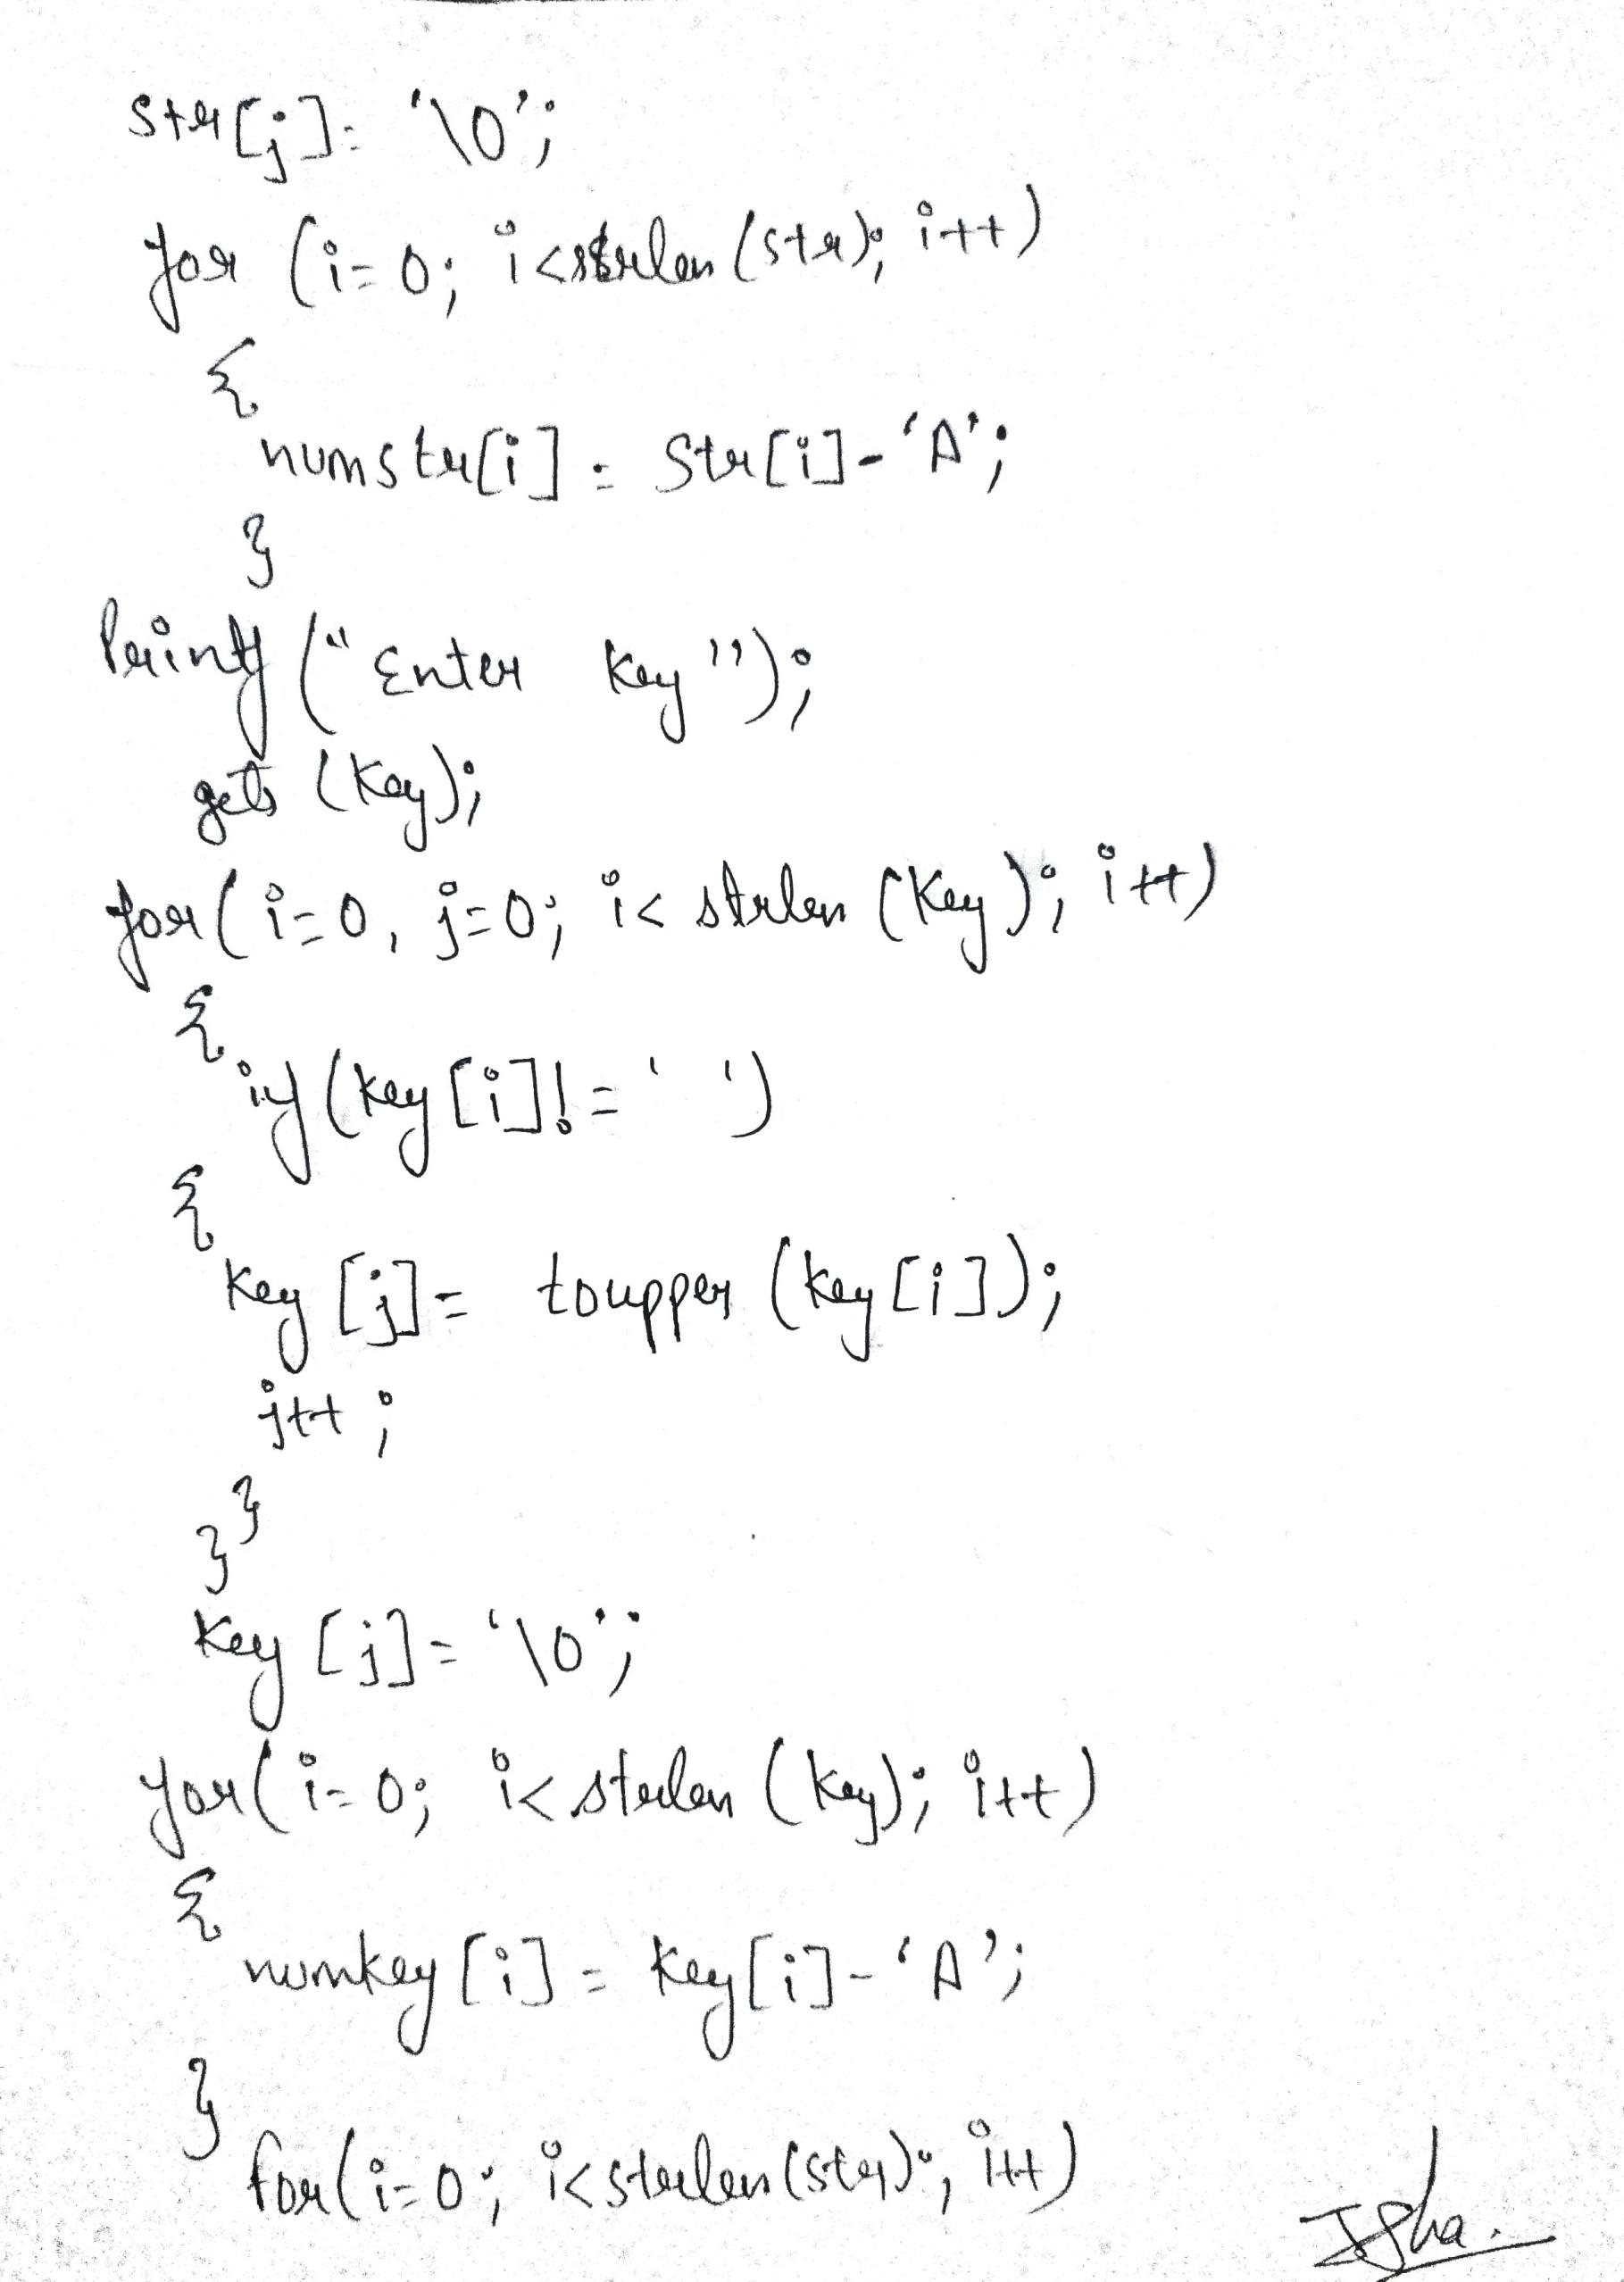 str[j]= '\0';
for (i=0; i<strlen(str); i++)
{
numstr[i] = Str[i]-'A';
}
Printf ("Enter Key");
gets (Key);
for(i=0, j=0; i< strlen (Key); i++)
{
if (key [i]!=' ')
{
Key [j]= toupper (key [i]);
j++;
}
}
Key [j]='\0';
for(i=0; i< strlen (Key); i++)
{
numkey [i] = Key[i]-'A';
}
for(i=0; i<strlen(str); i++)
Isha.